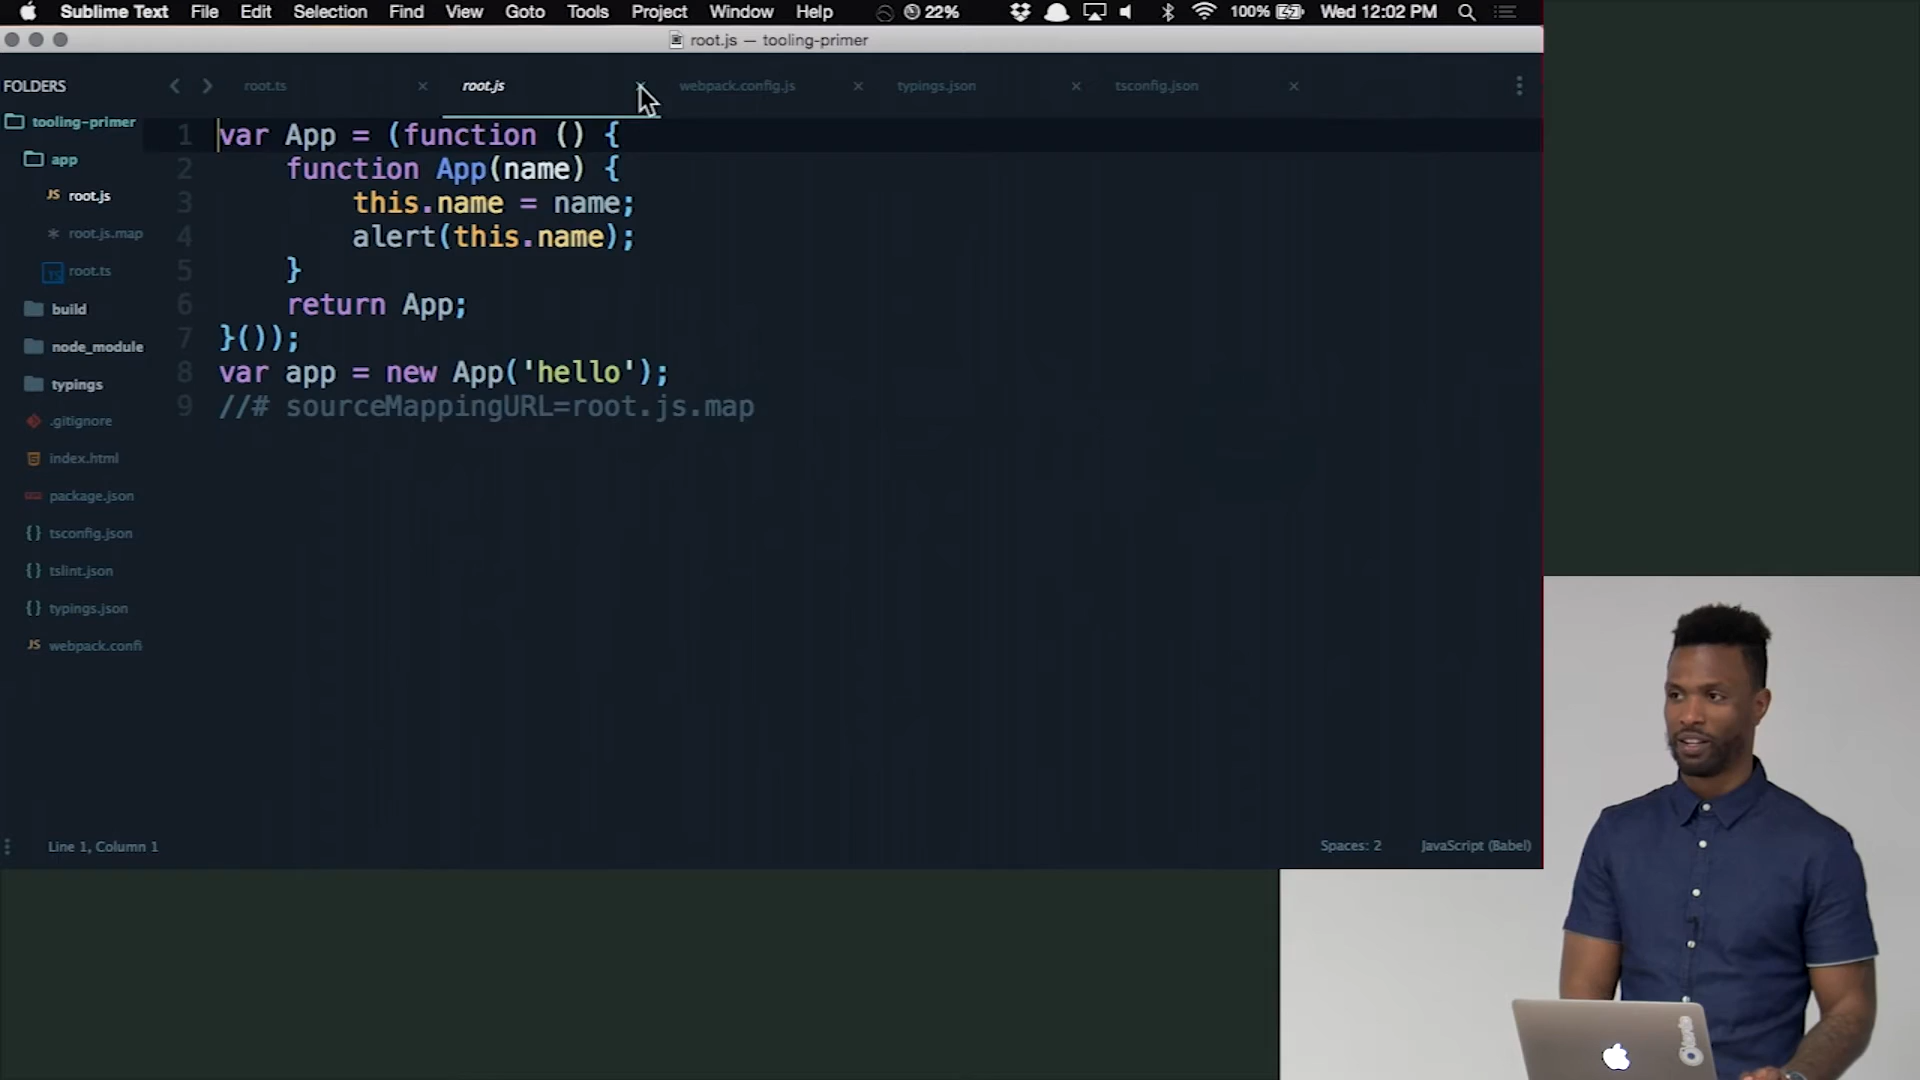 Sublime Text File Edit Selection Find View Goto Tools Project Window Help 22% 100% Wed 12:02 PM
root.js — tooling-primer
FOLDERS
tooling-primer
app
root.js
root.js.map
root.ts
build
node_module
typings
.gitignore
index.html
package.json
tsconfig.json
tslint.json
typings.json
webpack.confi
root.ts root.js webpack.config.js typings.json tsconfig.json
1 var App = (function () {
2 function App(name) {
3 this.name = name;
4 alert(this.name);
5 }
6 return App;
7 }());
8 var app = new App('hello');
9 //# sourceMappingURL=root.js.map
Line 1, Column 1 Spaces: 2 JavaScript (Babel)